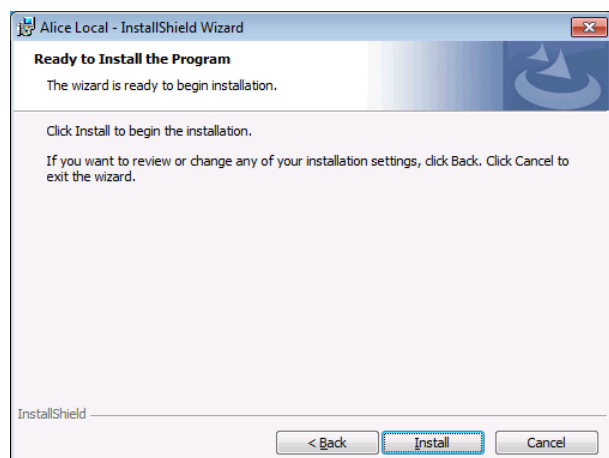 Alice Local - InstallShield Wizard
Ready to Install the Program
The wizard is ready to begin installation.
Click Install to begin the installation.
If you want to review or change any of your installation settings, click Back. Click Cancel to
exit the wizard.
InstallShield
< Back
Install
Cancel